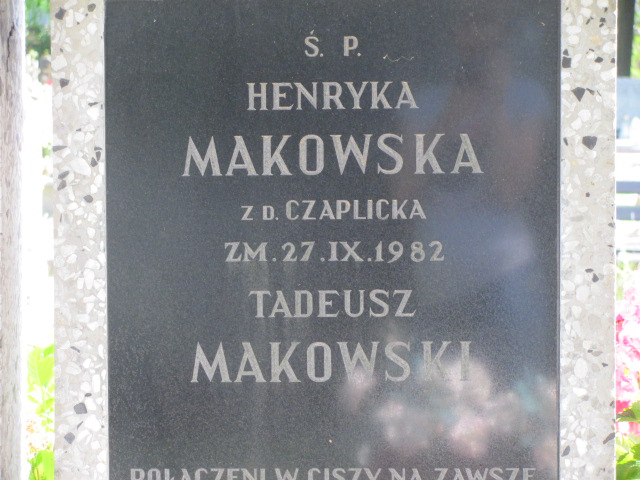 Ś. P.
HENRYKA
MAKOWSKA
Z D. CZAPLICKA
ZM. 27.IX.1982
TADEUSZ
MAKOWSKI
POŁĄCZENI W CISZY NA ZAWSZE